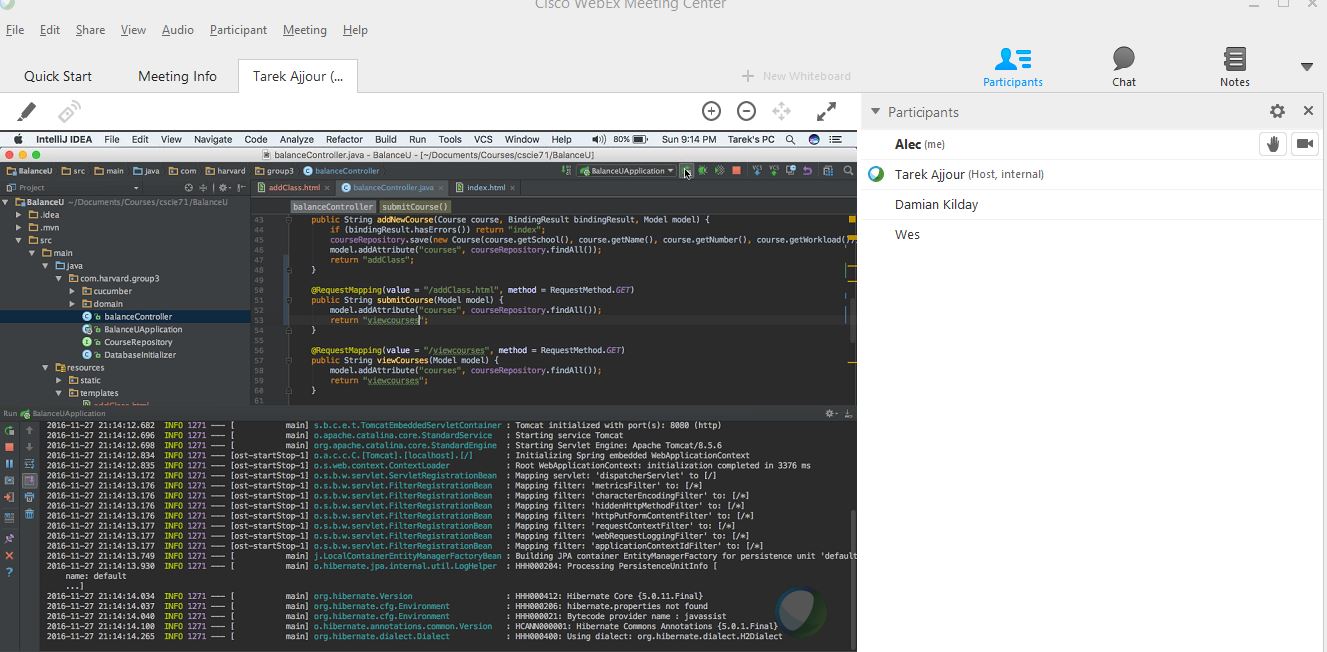 Cisco WebEx Meeting Center
File Edit Share View Audio Participant Meeting Help
Quick Start Meeting Info Tarek Ajjour (... + New Whiteboard
Participants Chat Notes
Participants
Alec (me)
Tarek Ajjour (Host, internal)
Damian Kilday
Wes
IntelliJ IDEA File Edit View Navigate Code Analyze Refactor Build Run Tools VCS Window Help 80% Sun 9:14 PM Tarek's PC
balanceController.java - BalanceU - [~/Documents/Courses/cscie71/BalanceU]
BalanceU src main java com harvard group3 balanceController BalanceUApplication VCS VCS
Project addClass.html balanceController.java index.html
BalanceU ~/Documents/Courses/cscie71/BalanceU
.idea
.mvn
src
main
java
com.harvard.group3
cucumber
domain
balanceController
BalanceUApplication
CourseRepository
DatabaseInitializer
resources
static
templates
addClass.html
balanceController submitCourse()
43 public String addNewCourse(Course course, BindingResult bindingResult, Model model) {
44 if (bindingResult.hasErrors()) return "index";
45 courseRepository.save(new Course(course.getSchool(), course.getName(), course.getNumber(), course.getWorkload()
46 model.addAttribute("courses", courseRepository.findAll());
47 return "addClass";
48 }
49
50 @RequestMapping(value = "/addClass.html", method = RequestMethod.GET)
51 public String submitCourse(Model model) {
52 model.addAttribute("courses", courseRepository.findAll());
53 return "viewcourses";
54 }
55
56 @RequestMapping(value = "/viewcourses", method = RequestMethod.GET)
57 public String viewCourses(Model model) {
58 model.addAttribute("courses", courseRepository.findAll());
59 return "viewcourses";
60 }
61
Run BalanceUApplication
2016-11-27 21:14:12.682 INFO 1271 --- [ main] s.b.c.e.t.TomcatEmbeddedServletContainer : Tomcat initialized with port(s): 8080 (http)
2016-11-27 21:14:12.696 INFO 1271 --- [ main] o.apache.catalina.core.StandardService : Starting service Tomcat
2016-11-27 21:14:12.698 INFO 1271 --- [ main] org.apache.catalina.core.StandardEngine : Starting Servlet Engine: Apache Tomcat/8.5.6
2016-11-27 21:14:12.834 INFO 1271 --- [ost-startStop-1] o.a.c.c.C.[Tomcat].[localhost].[/] : Initializing Spring embedded WebApplicationContext
2016-11-27 21:14:12.835 INFO 1271 --- [ost-startStop-1] o.s.web.context.ContextLoader : Root WebApplicationContext: initialization completed in 3376 ms
2016-11-27 21:14:13.172 INFO 1271 --- [ost-startStop-1] o.s.b.w.servlet.ServletRegistrationBean : Mapping servlet: 'dispatcherServlet' to [/]
2016-11-27 21:14:13.176 INFO 1271 --- [ost-startStop-1] o.s.b.w.servlet.FilterRegistrationBean : Mapping filter: 'metricsFilter' to: [/*]
2016-11-27 21:14:13.176 INFO 1271 --- [ost-startStop-1] o.s.b.w.servlet.FilterRegistrationBean : Mapping filter: 'characterEncodingFilter' to: [/*]
2016-11-27 21:14:13.176 INFO 1271 --- [ost-startStop-1] o.s.b.w.servlet.FilterRegistrationBean : Mapping filter: 'hiddenHttpMethodFilter' to: [/*]
2016-11-27 21:14:13.176 INFO 1271 --- [ost-startStop-1] o.s.b.w.servlet.FilterRegistrationBean : Mapping filter: 'httpPutFormContentFilter' to: [/*]
2016-11-27 21:14:13.177 INFO 1271 --- [ost-startStop-1] o.s.b.w.servlet.FilterRegistrationBean : Mapping filter: 'requestContextFilter' to: [/*]
2016-11-27 21:14:13.177 INFO 1271 --- [ost-startStop-1] o.s.b.w.servlet.FilterRegistrationBean : Mapping filter: 'webRequestLoggingFilter' to: [/*]
2016-11-27 21:14:13.177 INFO 1271 --- [ost-startStop-1] o.s.b.w.servlet.FilterRegistrationBean : Mapping filter: 'applicationContextIdFilter' to: [/*]
2016-11-27 21:14:13.749 INFO 1271 --- [ main] j.LocalContainerEntityManagerFactoryBean : Building JPA container EntityManagerFactory for persistence unit 'default
2016-11-27 21:14:13.930 INFO 1271 --- [ main] o.hibernate.jpa.internal.util.LogHelper : HHH000204: Processing PersistenceUnitInfo [
name: default
...]
2016-11-27 21:14:14.034 INFO 1271 --- [ main] org.hibernate.Version : HHH000412: Hibernate Core {5.0.11.Final}
2016-11-27 21:14:14.037 INFO 1271 --- [ main] org.hibernate.cfg.Environment : HHH000206: hibernate.properties not found
2016-11-27 21:14:14.040 INFO 1271 --- [ main] org.hibernate.cfg.Environment : HHH000021: Bytecode provider name : javassist
2016-11-27 21:14:14.100 INFO 1271 --- [ main] o.hibernate.annotations.common.Version : HCANN000001: Hibernate Commons Annotations {5.0.1.Final}
2016-11-27 21:14:14.265 INFO 1271 --- [ main] org.hibernate.dialect.Dialect : HHH000400: Using dialect: org.hibernate.dialect.H2Dialect